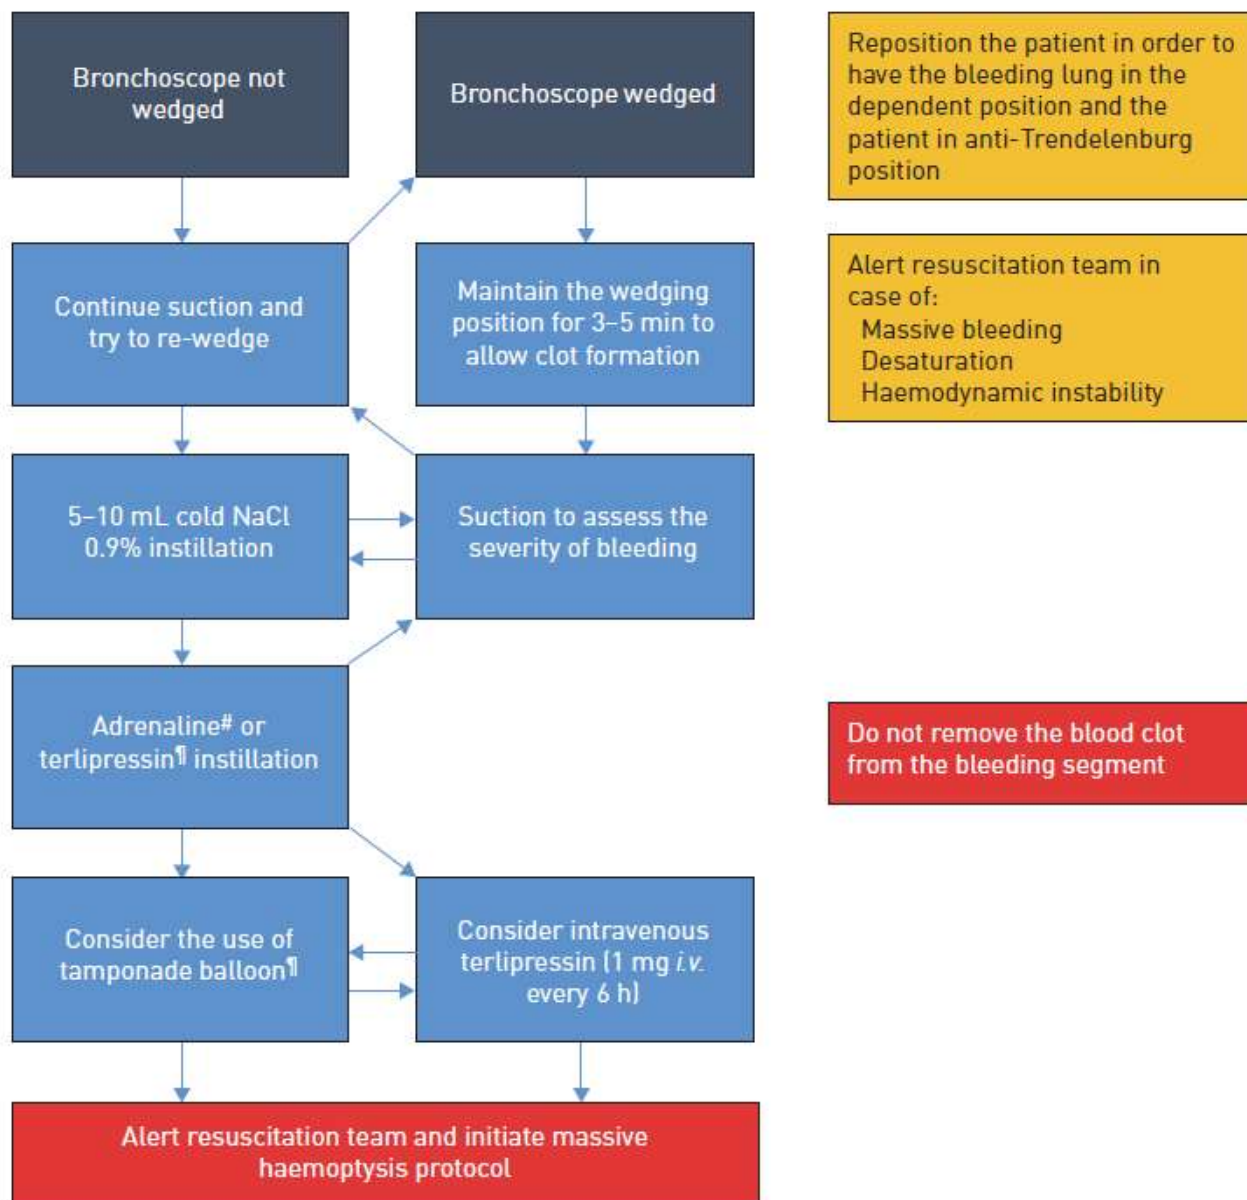 Bronchoscope not
wedged
Bronchoscope wedged
Reposition the patient in order to
have the bleeding lung in the
dependent position and the
patient in anti-Trendelenburg
position
Continue suction and
try to re-wedge
Maintain the wedging
position for 3–5 min to
allow clot formation
Alert resuscitation team in
case of:
Massive bleeding
Desaturation
Haemodynamic instability
5–10 mL cold NaCl
0.9% instillation
Suction to assess the
severity of bleeding
Adrenaline# or
terlipressin¶ instillation
Do not remove the blood clot
from the bleeding segment
Consider the use of
tamponade balloon¶
Consider intravenous
terlipressin (1 mg i.v.
every 6 h)
Alert resuscitation team and initiate massive
haemoptysis protocol